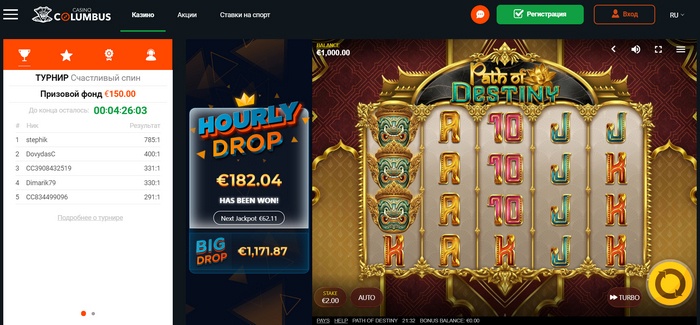 CASINO
COLUMBUS
Казино
Акции
Ставки на спорт
Регистрация
Вход
RU
ТУРНИР Счастливый спин
Призовой фонд €150.00
До конца осталось: 00:04:26:03
# Ник Результат
1 stephik 785:1
2 DovydasC 400:1
3 CC3908432519 331:1
4 Dimarik79 330:1
5 CC834499096 291:1
Подробнее о турнире
HOURLY
DROP
€182.04
HAS BEEN WON!
Next Jackpot €62.11
BIG
DROP
€1,171.87
BALANCE
€1,000.00
Path of
DESTINY
A 10 J J
A 10 J K
A 10 J K
K A K J K
STAKE
€2.00
AUTO
TURBO
PAYS HELP PATH OF DESTINY 21:32 BONUS BALANCE: €0.00